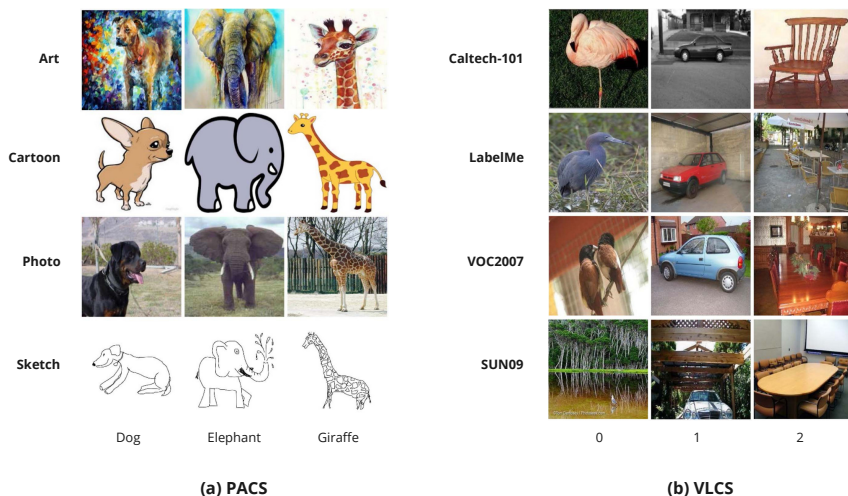 Art
Cartoon
Photo
Sketch
Dog Elephant Giraffe
(a) PACS
Caltech-101
LabelMe
VOC2007
SUN09
0 1 2
(b) VLCS